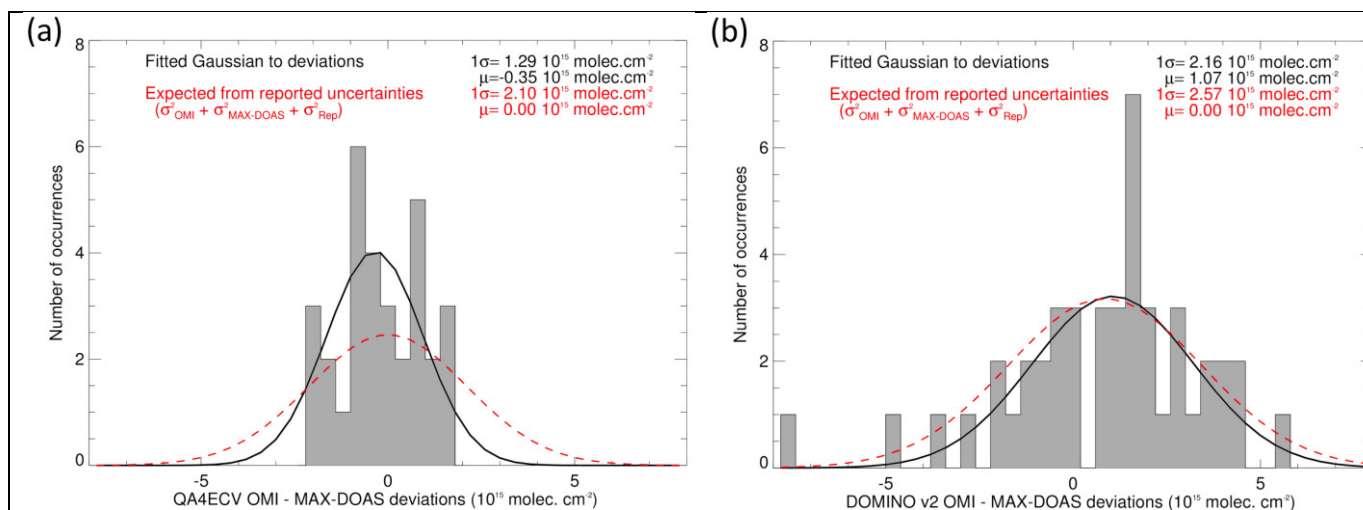 (a)
8
6
4
2
0
Number of occurrences
Fitted Gaussian to deviations
1σ= 1.29 10¹⁵ molec.cm⁻²
μ=-0.35 10¹⁵ molec.cm⁻²
Expected from reported uncertainties
1σ= 2.10 10¹⁵ molec.cm⁻²
(σ²OMI + σ²MAX-DOAS + σ²Rep)
μ= 0.00 10¹⁵ molec.cm⁻²
-5
0
5
QA4ECV OMI - MAX-DOAS deviations (10¹⁵ molec. cm⁻²)
(b)
8
6
4
2
0
Number of occurrences
Fitted Gaussian to deviations
1σ= 2.16 10¹⁵ molec.cm⁻²
μ= 1.07 10¹⁵ molec.cm⁻²
Expected from reported uncertainties
1σ= 2.57 10¹⁵ molec.cm⁻²
(σ²OMI + σ²MAX-DOAS + σ²Rep)
μ= 0.00 10¹⁵ molec.cm⁻²
-5
0
5
DOMINO v2 OMI - MAX-DOAS deviations (10¹⁵ molec. cm⁻²)